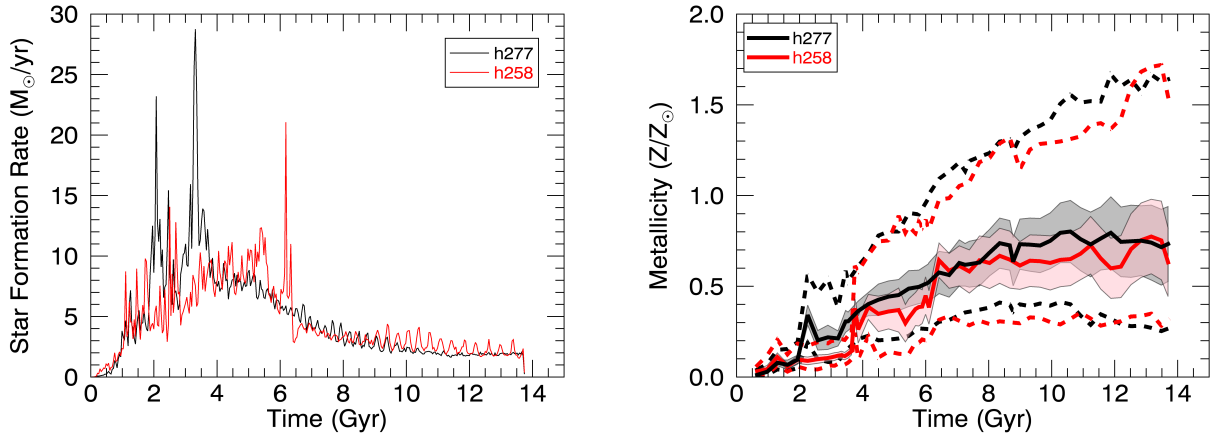 Star Formation Rate (M⊙/yr)
30
25
20
15
10
5
0
h277
h258
0 2 4 6 8 10 12 14
Time (Gyr)
Metallicity (Z/Z⊙)
2.0
1.5
1.0
0.5
0.0
h277
h258
0 2 4 6 8 10 12 14
Time (Gyr)